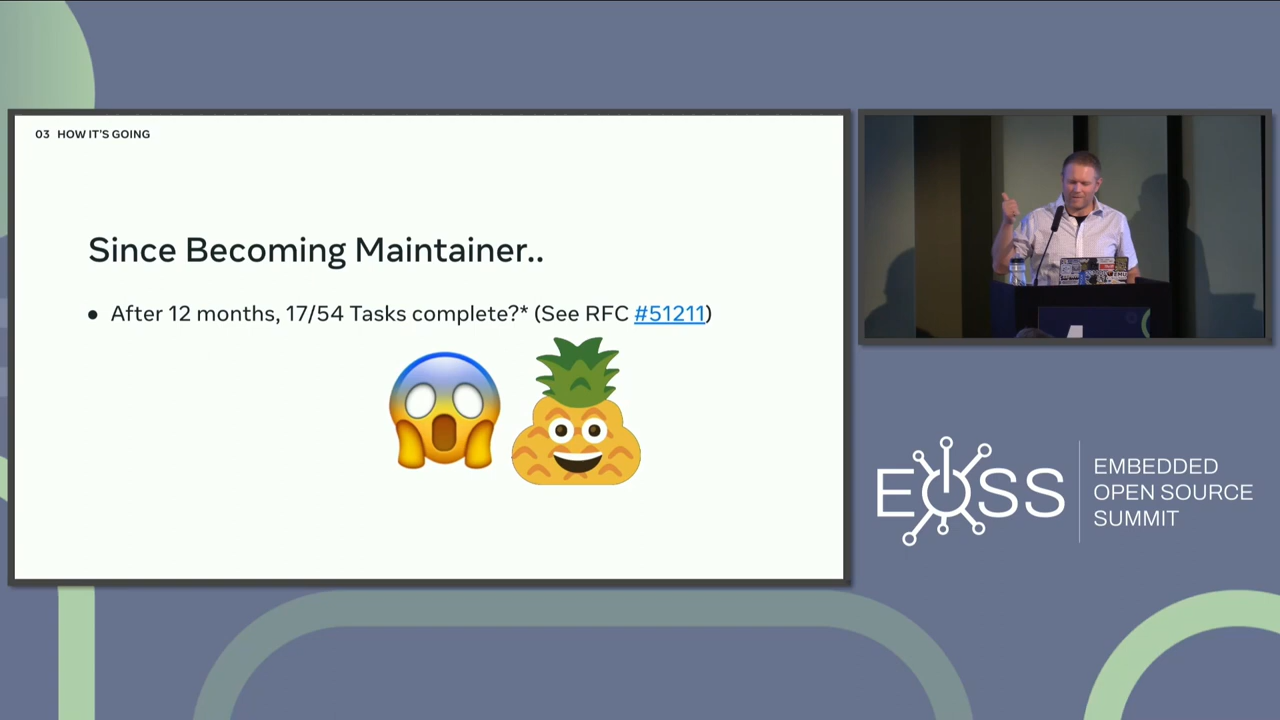 03 HOW IT'S GOING
Since Becoming Maintainer..
• After 12 months, 17/54 Tasks complete?* (See RFC #51211)
EOSS
EMBEDDED
OPEN SOURCE
SUMMIT